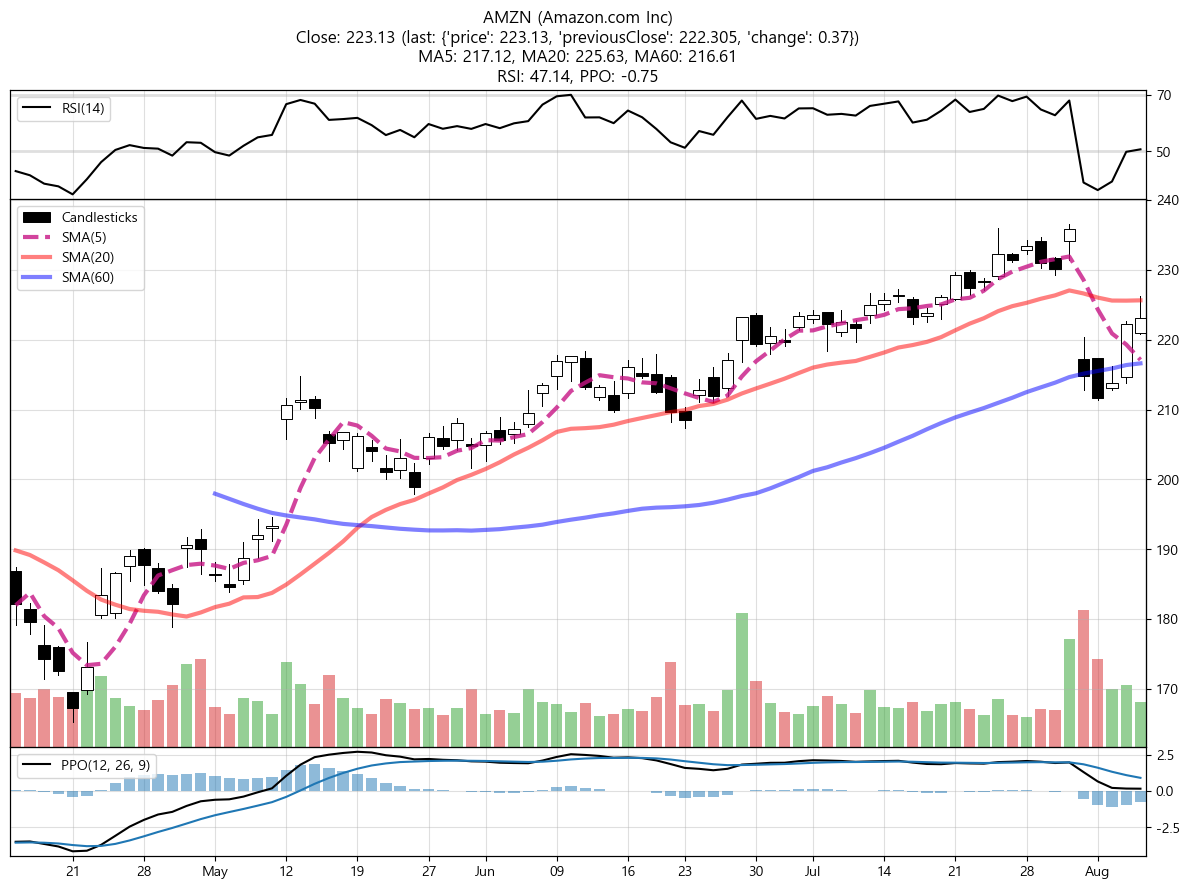 AMZN (Amazon.com Inc)
Close: 223.13 (last: {'price': 223.13, 'previousClose': 222.305, 'change': 0.37})
MA5: 217.12, MA20: 225.63, MA60: 216.61
RSI: 47.14, PPO: -0.75
RSI(14)
70
50
Candlesticks
SMA(5)
SMA(20)
SMA(60)
240
230
220
210
200
190
180
170
PPO(12, 26, 9)
2.5
0.0
-2.5
21 28 May 12 19 27 Jun 09 16 23 30 Jul 14 21 28 Aug